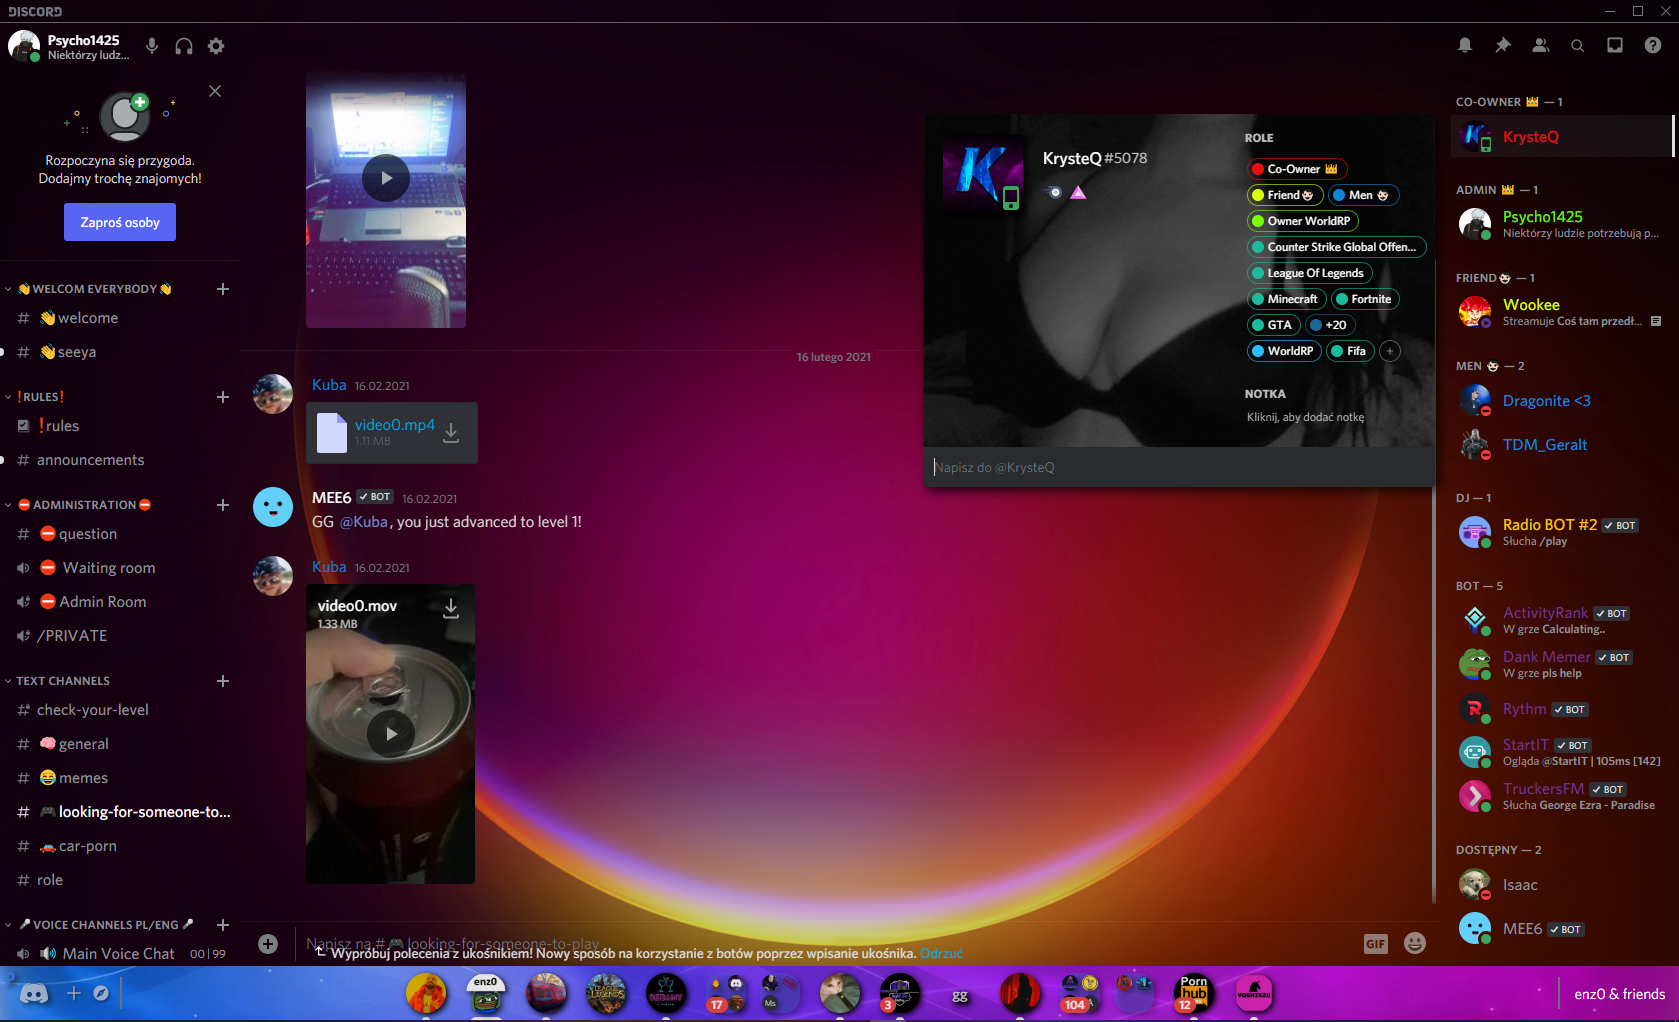 DISCORD
Psycho1425
Niektórzy ludz...
Rozpoczyna się przygoda.
Dodajmy trochę znajomych!
Zaproś osoby
👋WELCOM EVERYBODY👋
# 👋welcome
# 👋seeya
❗RULES❗
❗rules
# announcements
⛔ADMINISTRATION⛔
# ⛔question
⛔ Waiting room
⛔Admin Room
/PRIVATE
TEXT CHANNELS
# check-your-level
# 🧠general
# 😂memes
# 🎮looking-for-someone-to...
# 🚗car-porn
# role
🎤VOICE CHANNELS PL/ENG🎤
🔊 Main Voice Chat 00|99
16 lutego 2021
Kuba 16.02.2021
video0.mp4
1.11 MB
MEE6 ✓ BOT 16.02.2021
GG @Kuba, you just advanced to level 1!
Kuba 16.02.2021
video0.mov
1.33 MB
Napisz na #🎮looking-for-someone-to-play
Wypróbuj polecenia z ukośnikiem! Nowy sposób na korzystanie z botów poprzez wpisanie ukośnika. Odrzuć
GIF
KrysteQ#5078
ROLE
Co-Owner 👑
Friend
Men
Owner WorldRP
Counter Strike Global Offen...
League Of Legends
Minecraft
Fortnite
GTA
+20
WorldRP
Fifa
+
NOTKA
Kliknij, aby dodać notkę
Napisz do @KrysteQ
CO-OWNER 👑 — 1
KrysteQ
ADMIN 👑 — 1
Psycho1425
Niektórzy ludzie potrzebują p...
FRIEND — 1
Wookee
Streamuje Coś tam przedł...
MEN — 2
Dragonite <3
TDM_Geralt
DJ — 1
Radio BOT #2 ✓ BOT
Słucha /play
BOT — 5
ActivityRank ✓ BOT
W grze Calculating..
Dank Memer ✓ BOT
W grze pls help
Rythm ✓ BOT
StartIT ✓ BOT
Ogląda @StartIT | 105ms [142]
TruckersFM ✓ BOT
Słucha George Ezra - Paradise
DOSTĘPNY — 2
Isaac
MEE6 ✓ BOT
enz0
LEAGUE OF LEGENDS
DEBAMY
17
Ms
3
gg
104
Porn
hub
12
enz0 & friends